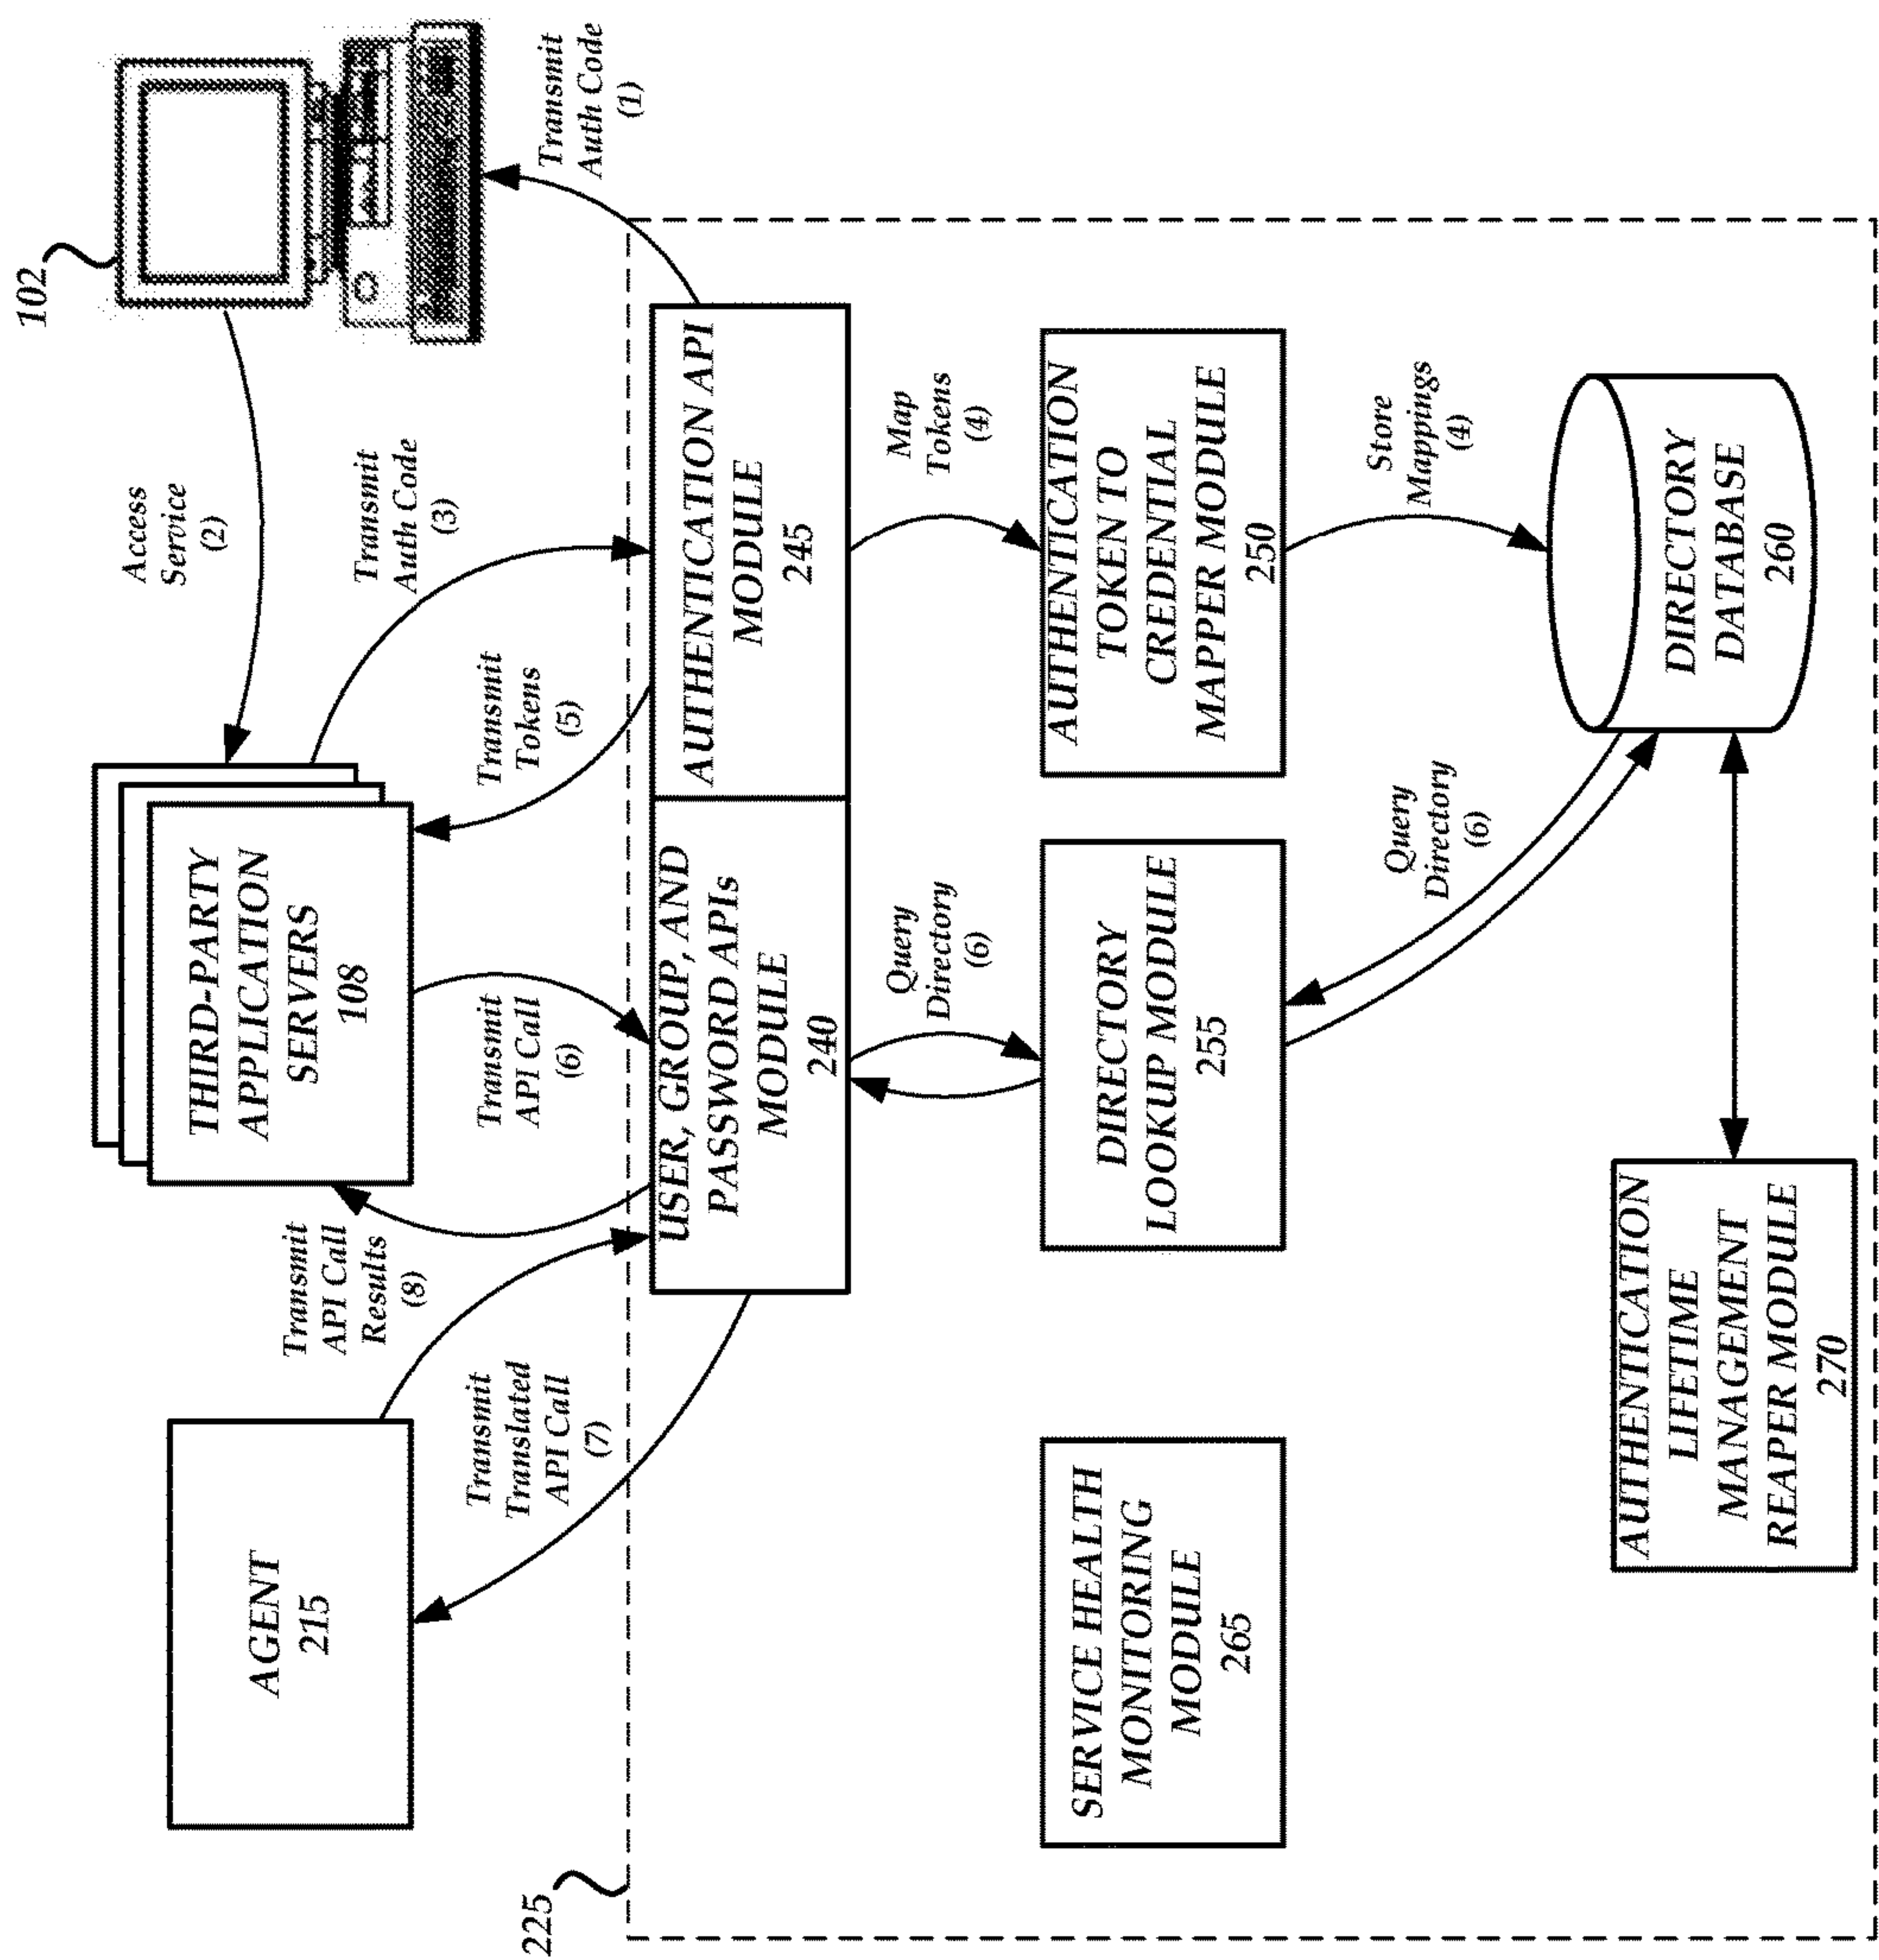 225
AGENT
215
Transmit
Translated
API Call
(7)
Transmit
API Call
Results
(8)
THIRD-PARTY
APPLICATION
SERVERS
108
Transmit
API Call
(6)
Transmit
Tokens
(5)
Transmit
Auth Code
(3)
Access
Service
(2)
102
Transmit
Auth Code
(1)
USER, GROUP, AND
PASSWORD APIs
MODULE
240
AUTHENTICATION API
MODULE
245
Query
Directory
(6)
Map
Tokens
(4)
SERVICE HEALTH
MONITORING
MODULE
265
DIRECTORY
LOOKUP MODULE
255
AUTHENTICATION
TOKEN TO
CREDENTIAL
MAPPER MODULE
250
Query
Directory
(6)
Store
Mappings
(4)
AUTHENTICATION
LIFETIME
MANAGEMENT
REAPER MODULE
270
DIRECTORY
DATABASE
260